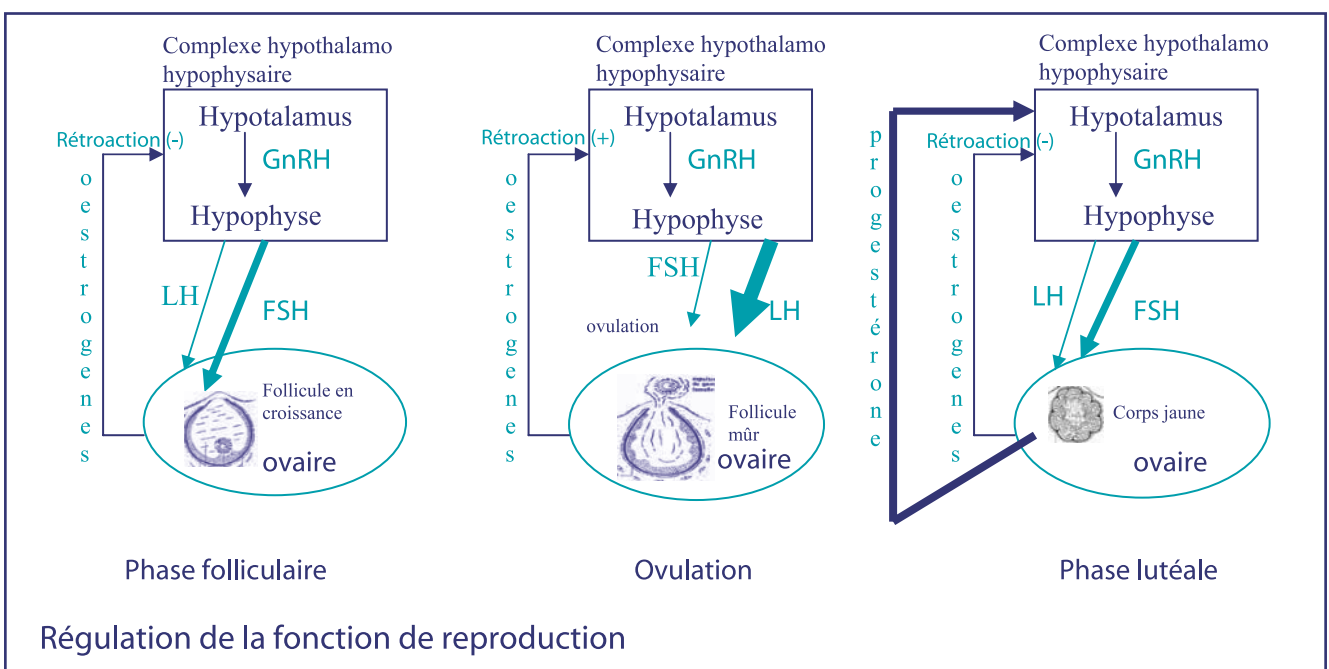 Complexe hypothalamo
hypophysaire
Hypotalamus
Rétroaction (-)
GnRH
Hypophyse
oestrogenes
LH
FSH
Follicule en
croissance
ovaire
Phase folliculaire
Complexe hypothalamo
hypophysaire
Hypotalamus
Rétroaction (+)
GnRH
Hypophyse
oestrogenes
FSH
LH
ovulation
Follicule
mûr
ovaire
Ovulation
Complexe hypothalamo
hypophysaire
progestérone
Hypotalamus
Rétroaction (-)
GnRH
Hypophyse
oestrogenes
LH
FSH
Corps jaune
ovaire
Phase lutéale
Régulation de la fonction de reproduction